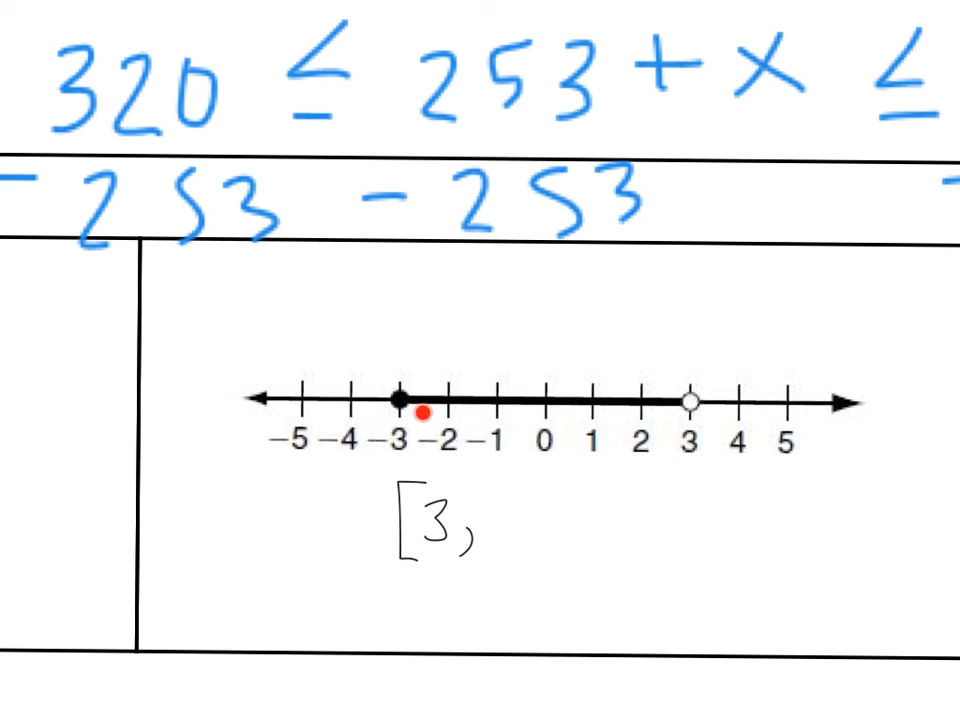 320 ≤ 253 + x ≤
- 253 - 253 -
−5 −4 −3 −2 −1 0 1 2 3 4 5
[3,